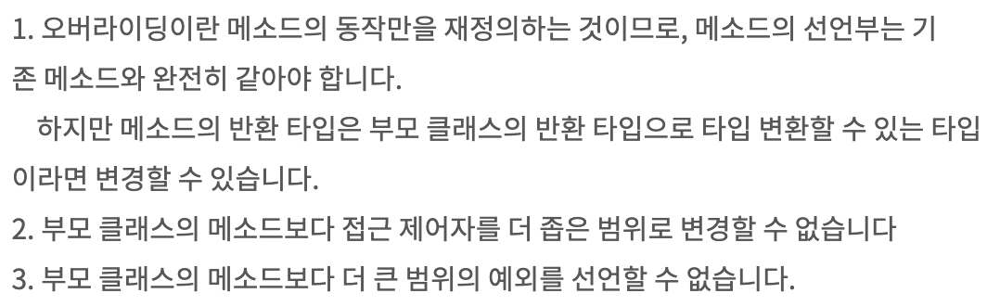 1. 오버라이딩이란 메소드의 동작만을 재정의하는 것이므로, 메소드의 선언부는 기
존 메소드와 완전히 같아야 합니다.
하지만 메소드의 반환 타입은 부모 클래스의 반환 타입으로 타입 변환할 수 있는 타입
이라면 변경할 수 있습니다.
2. 부모 클래스의 메소드보다 접근 제어자를 더 좁은 범위로 변경할 수 없습니다
3. 부모 클래스의 메소드보다 더 큰 범위의 예외를 선언할 수 없습니다.